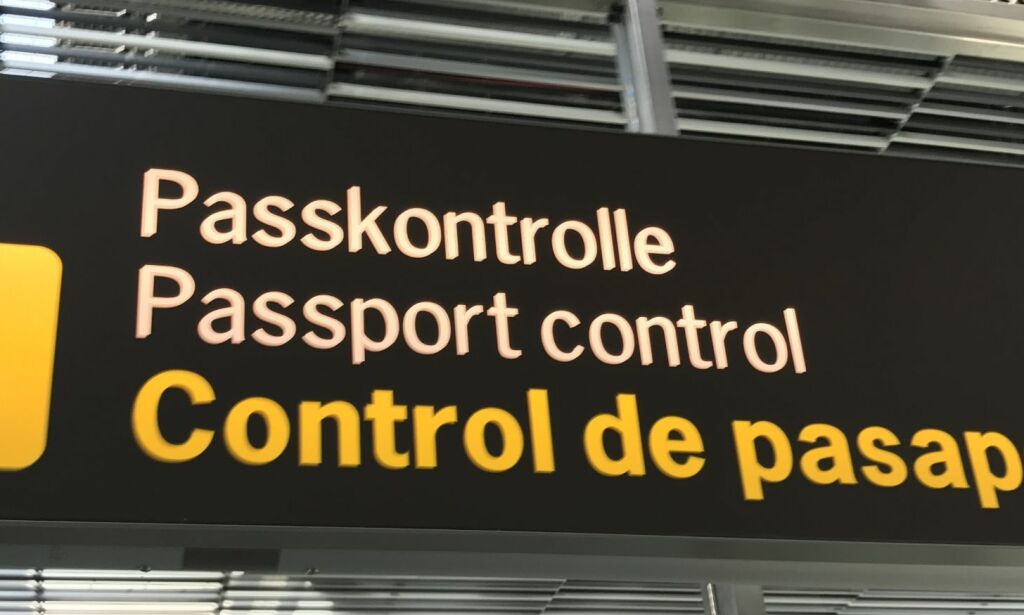 Passkontrolle
Passport control
Control de pasap